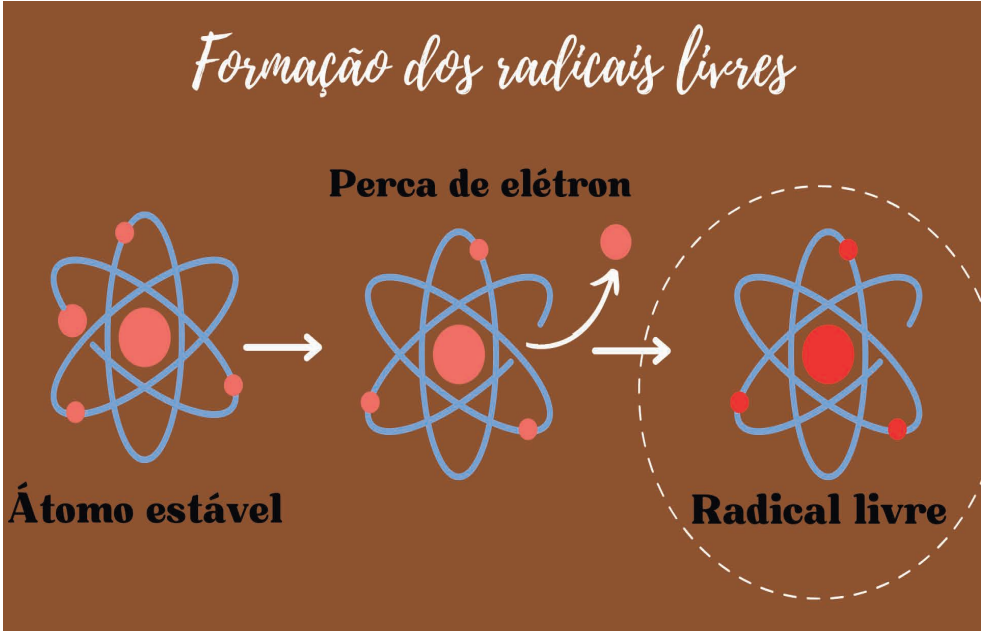 Formação dos radicais livres
Perca de elétron
Átomo estável
Radical livre